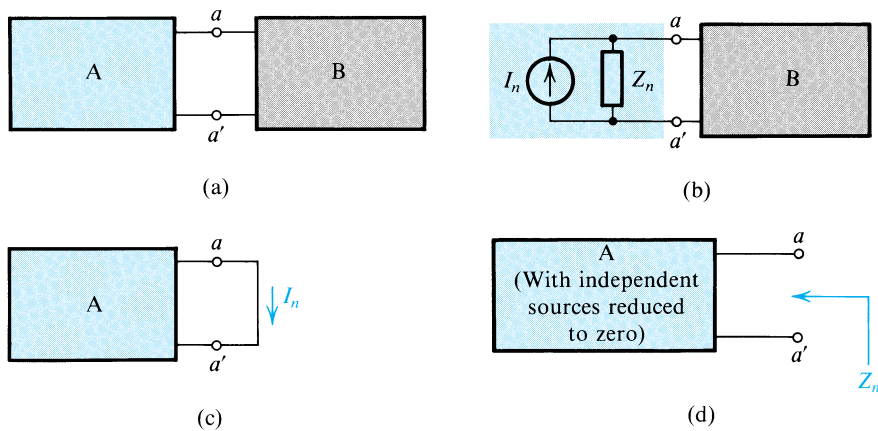 a
A
B
a'
(a)
a
I_n
Z_n
B
a'
(b)
a
A
I_n
a'
(c)
a
A
(With independent
sources reduced
to zero)
a'
Z_n
(d)